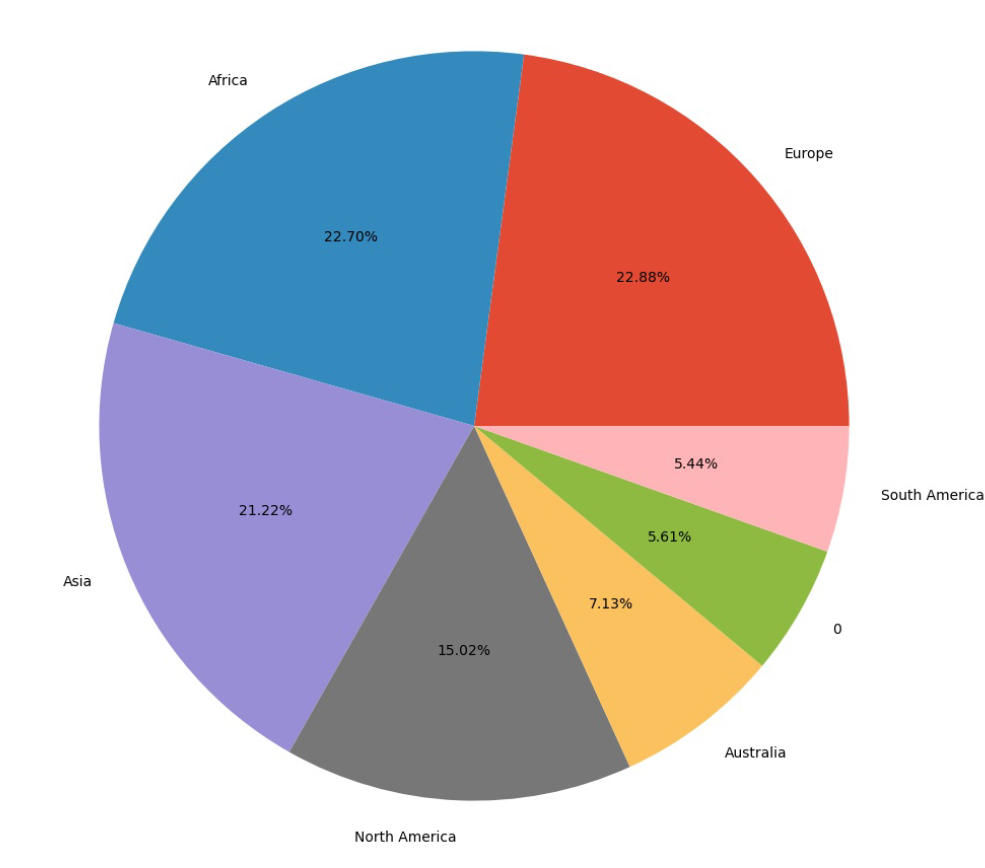 Africa
Europe
22.70%
22.88%
5.44%
South America
21.22%
5.61%
Asia
7.13%
0
15.02%
Australia
North America